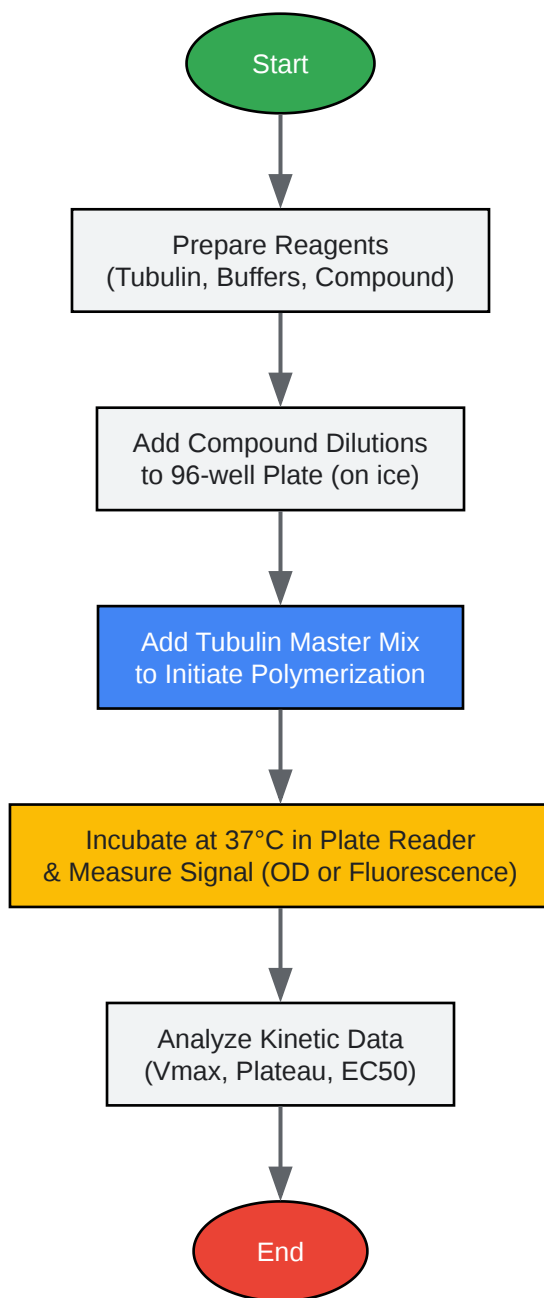 Start
Prepare Reagents
(Tubulin, Buffers, Compound)
Add Compound Dilutions
to 96-well Plate (on ice)
Add Tubulin Master Mix
to Initiate Polymerization
Incubate at 37°C in Plate Reader
& Measure Signal (OD or Fluorescence)
Analyze Kinetic Data
(Vmax, Plateau, EC50)
End